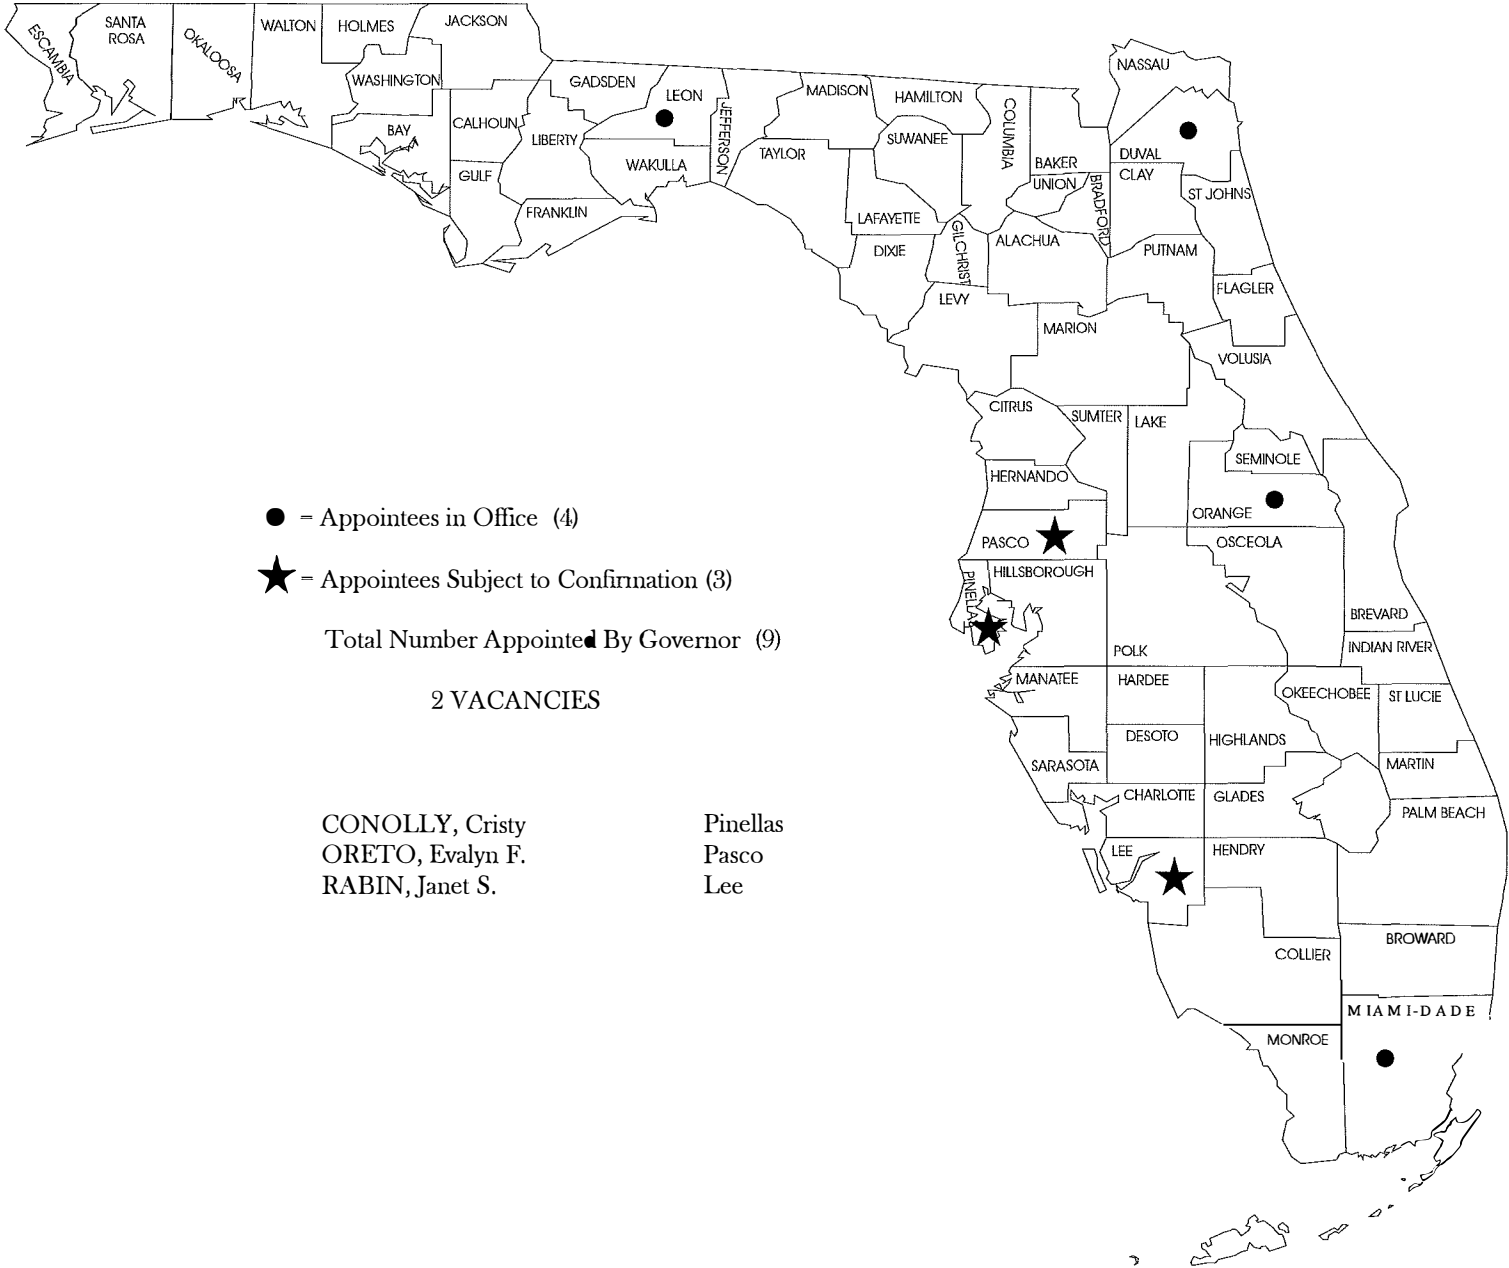 ESCAMBIA
SANTA
ROSA
OKALOOSA
WALTON
HOLMES
JACKSON
WASHINGTON
BAY
CALHOUN
GULF
LIBERTY
GADSDEN
LEON
WAKULLA
FRANKLIN
JEFFERSON
MADISON
TAYLOR
HAMILTON
SUWANEE
LAFAYETTE
DIXIE
COLUMBIA
GILCHRIST
BAKER
UNION
BRADFORD
ALACHUA
LEVY
NASSAU
DUVAL
CLAY
ST JOHNS
PUTNAM
FLAGLER
MARION
VOLUSIA
CITRUS
SUMTER
LAKE
SEMINOLE
HERNANDO
ORANGE
PASCO
OSCEOLA
HILLSBOROUGH
PINELLAS
BREVARD
POLK
INDIAN RIVER
MANATEE
HARDEE
OKEECHOBEE
ST LUCIE
DESOTO
HIGHLANDS
SARASOTA
MARTIN
CHARLOTTE
GLADES
PALM BEACH
LEE
HENDRY
BROWARD
COLLIER
MIAMI-DADE
MONROE
= Appointees in Office (4)
= Appointees Subject to Confirmation (3)
Total Number Appointed By Governor (9)
2 VACANCIES
CONOLLY, Cristy Pinellas
ORETO, Evalyn F. Pasco
RABIN, Janet S. Lee